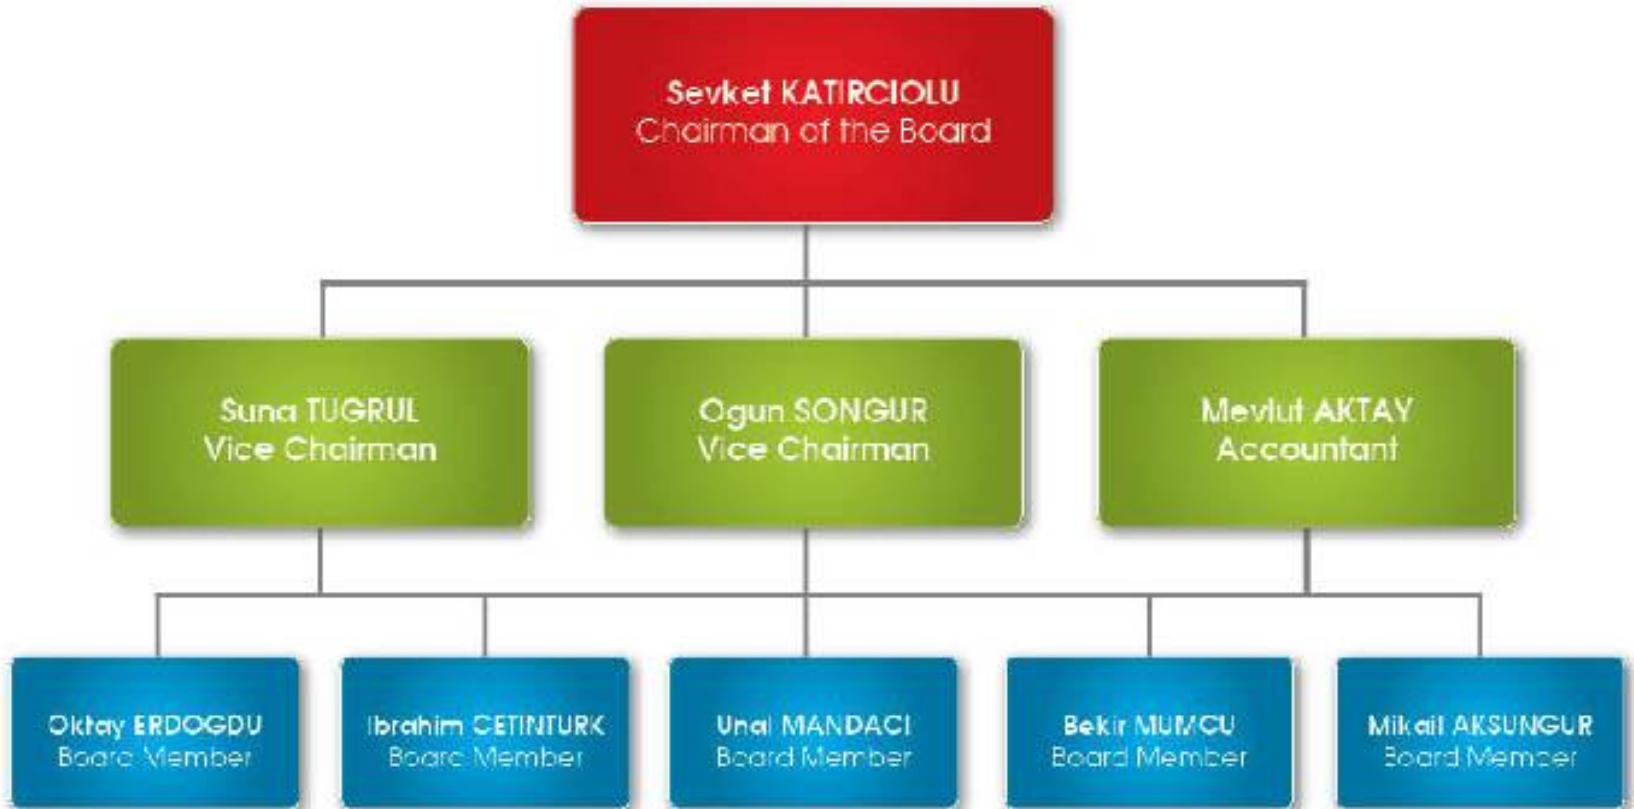 Sevket KATIRCIOLU
Chairman of the Board
Suna TUGRUL
Vice Chairman
Ogun SONGUR
Vice Chairman
Mevlut AKTAY
Accountant
Oktay ERDOGDU
Board Member
Ibrahim CETINTURK
Board Member
Unal MANDACI
Board Member
Bekir MUMCU
Board Member
Mikail AKSUNGUR
Board Member